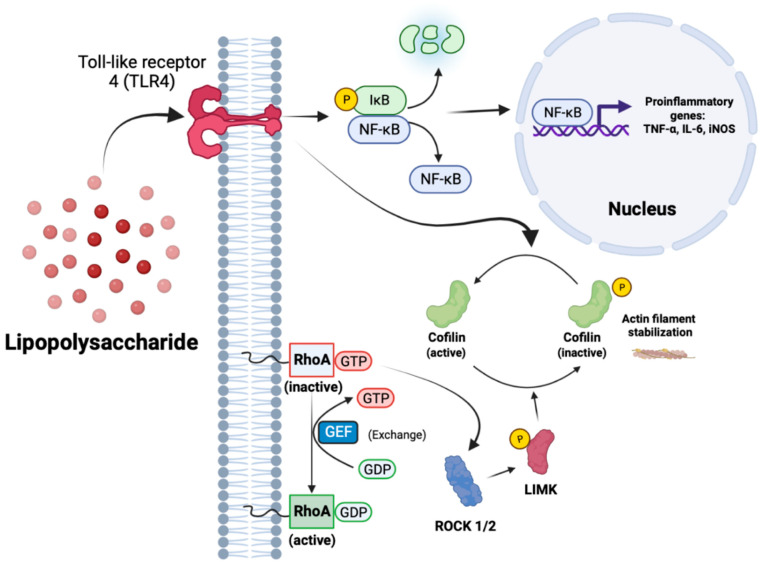 Toll-like receptor
4 (TLR4)
Lipopolysaccharide
P
IκB
NF-κB
NF-κB
NF-κB
Proinflammatory
genes:
TNF-α, IL-6, iNOS
Nucleus
P
Cofilin
(active)
Cofilin
(inactive)
Actin filament
stabilization
RhoA
GTP
(inactive)
GTP
GEF
(Exchange)
GDP
RhoA
GDP
(active)
P
LIMK
ROCK 1/2